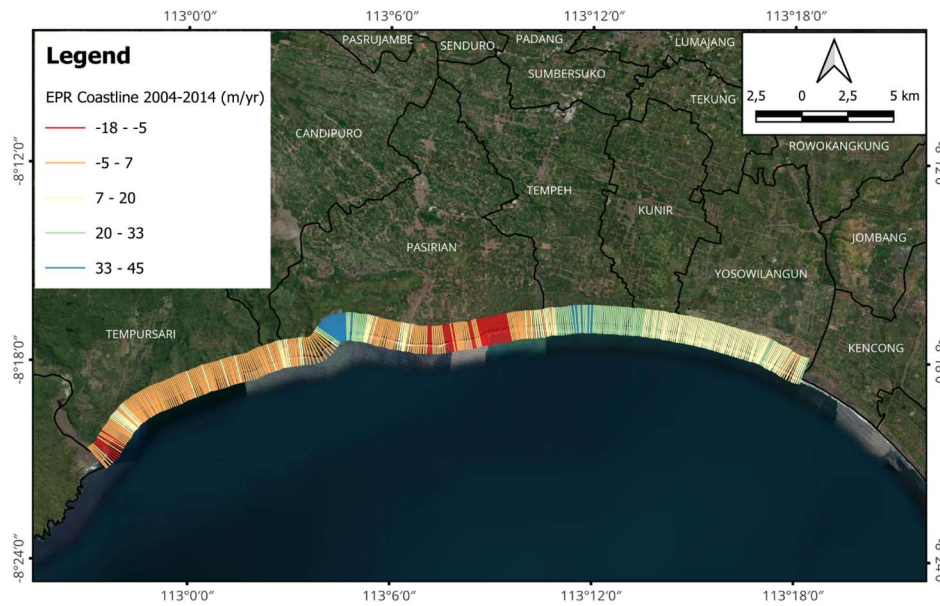 113°0′0″ 113°6′0″ 113°12′0″ 113°18′0″
Legend
EPR Coastline 2004-2014 (m/yr)
-18 - -5
-5 - 7
7 - 20
20 - 33
33 - 45
2,5 0 2,5 5 km
PASRUJAMBE
SENDURO
PADANG
LUMAJANG
SUMBERSUKO
TEKUNG
CANDIPURO
ROWOKANGKUNG
TEMPEH
KUNIR
JOMBANG
PASIRIAN
YOSOWILANGUN
TEMPURSARI
KENCONG
-8°12′0″
-8°18′0″
-8°24′0″
113°0′0″ 113°6′0″ 113°12′0″ 113°18′0″